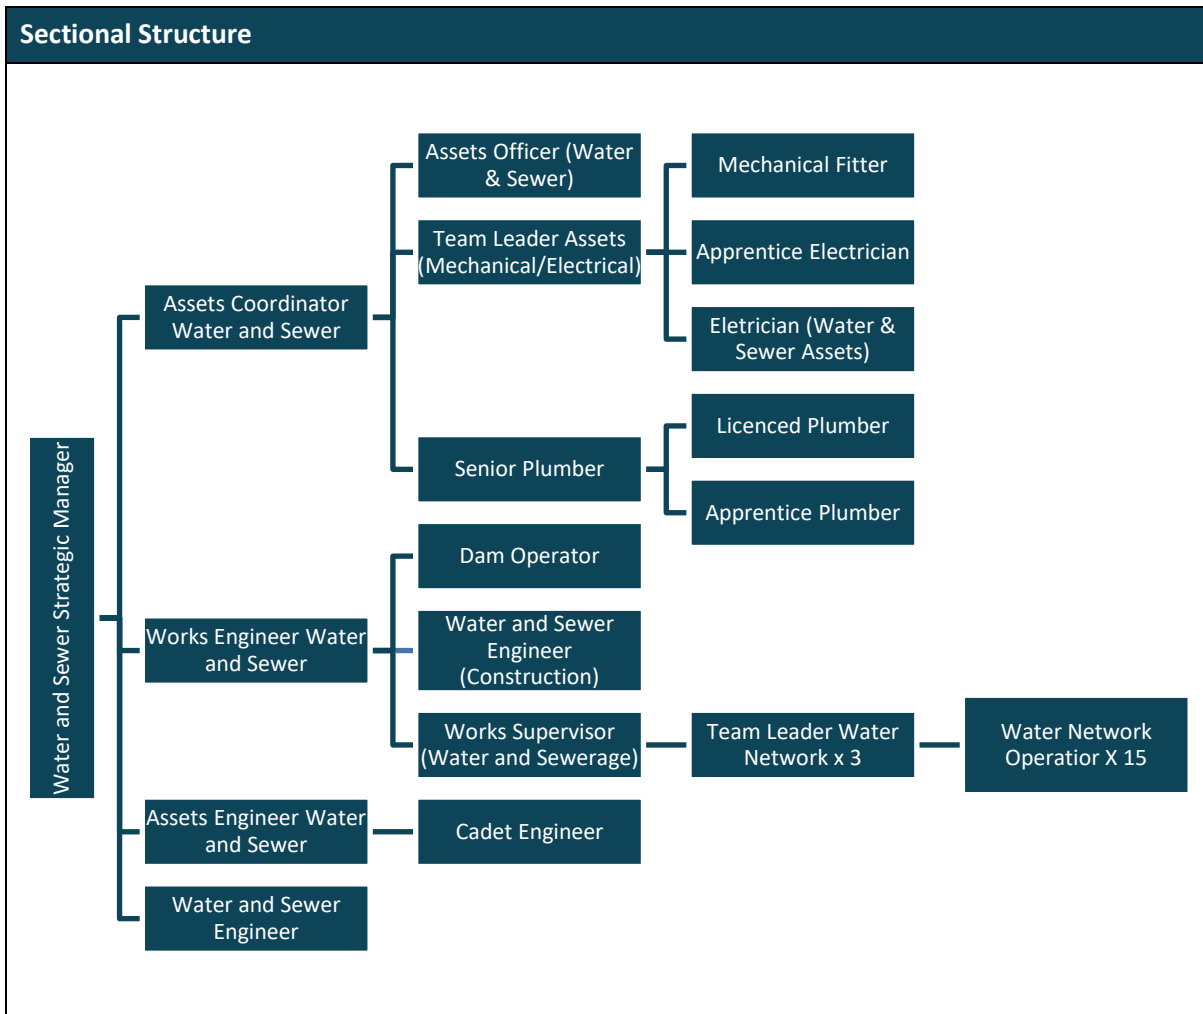 Sectional Structure
Water and Sewer Strategic Manager
Assets Coordinator
Water and Sewer
Assets Officer (Water
& Sewer)
Team Leader Assets
(Mechanical/Electrical)
Mechanical Fitter
Apprentice Electrician
Eletrician (Water &
Sewer Assets)
Senior Plumber
Licenced Plumber
Apprentice Plumber
Works Engineer Water
and Sewer
Dam Operator
Water and Sewer
Engineer
(Construction)
Works Supervisor
(Water and Sewerage)
Team Leader Water
Network x 3
Water Network
Operatior X 15
Assets Engineer Water
and Sewer
Cadet Engineer
Water and Sewer
Engineer